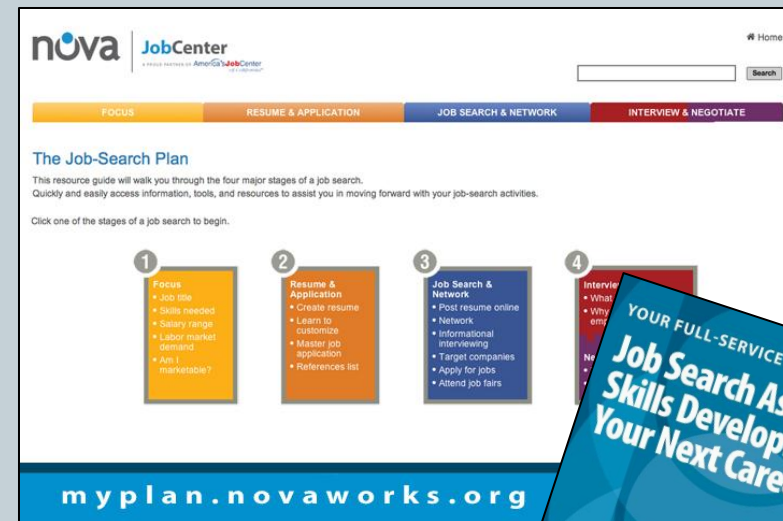 nova
JobCenter
A PROUD PARTNER OF America'sJobCenter
Home
Search
FOCUS
RESUME & APPLICATION
JOB SEARCH & NETWORK
INTERVIEW & NEGOTIATE
The Job-Search Plan
This resource guide will walk you through the four major stages of a job search.
Quickly and easily access information, tools, and resources to assist you in moving forward with your job-search activities.
Click one of the stages of a job search to begin.
1
Focus
• Job title
• Skills needed
• Salary range
• Labor market
demand
• Am I
marketable?
2
Resume &
Application
• Create resume
• Learn to
customize
• Master job
application
• References list
3
Job Search &
Network
• Post resume online
• Network
• Informational
interviewing
• Target companies
• Apply for jobs
• Attend job fairs
4
• What
• Why
YOUR FULL-SERVICE
Job Search
Skills
Your Next
myplan.novaworks.org